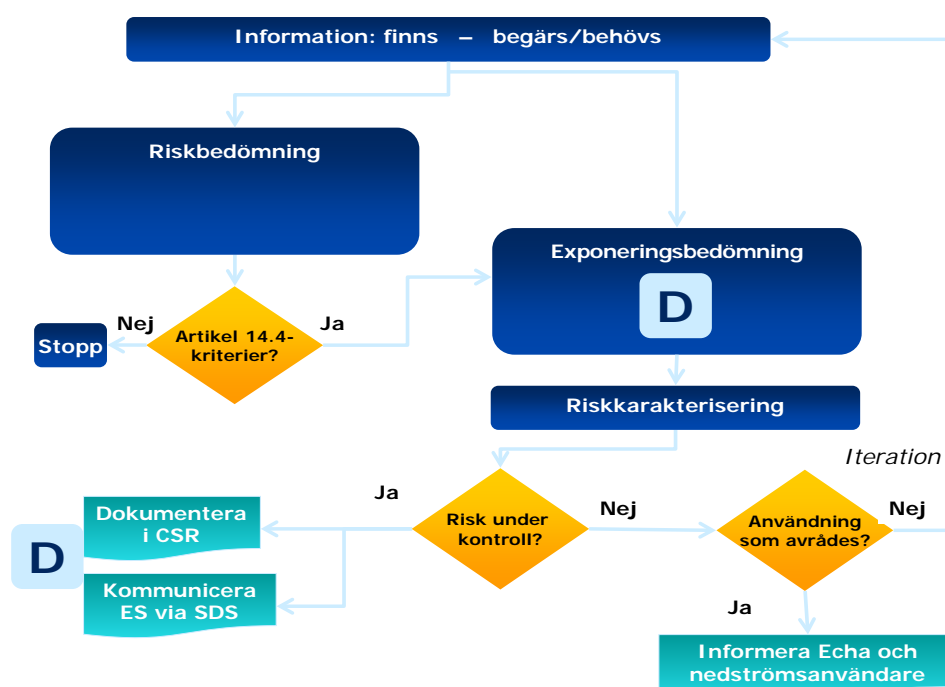 Information: finns – begärs/behövs
Riskbedömning
Exponeringsbedömning
D
Nej
Ja
Stopp
Artikel 14.4-
kriterier?
Riskkarakterisering
Iteration
Ja
Nej
Nej
Dokumentera
i CSR
Risk under
kontroll?
Användning
som avrådes?
D
Kommunicera
ES via SDS
Ja
Informera Echa och
nedströmsanvändare